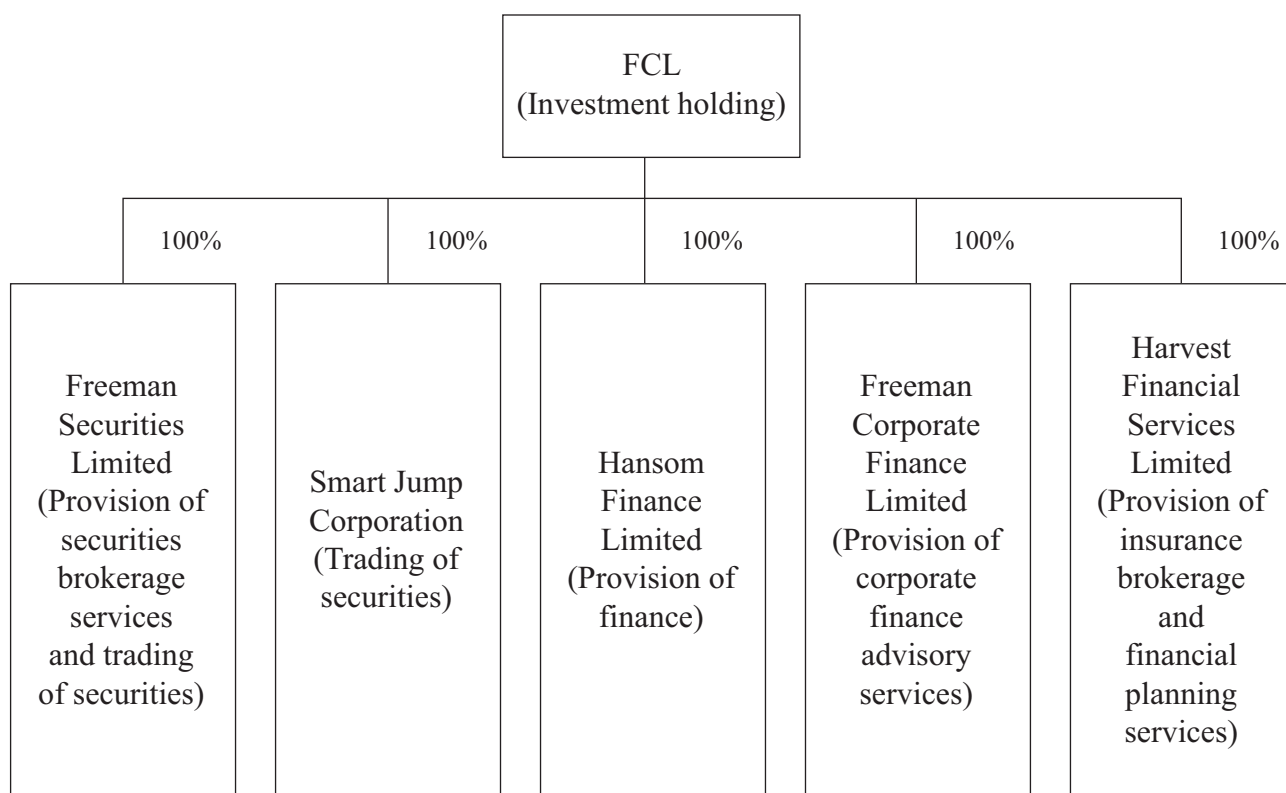 FCL
(Investment holding)
100%
100%
100%
100%
100%
Freeman
Securities
Limited
(Provision of
securities
brokerage
services
and trading
of securities)
Smart Jump
Corporation
(Trading of
securities)
Hansom
Finance
Limited
(Provision of
finance)
Freeman
Corporate
Finance
Limited
(Provision of
corporate
finance
advisory
services)
Harvest
Financial
Services
Limited
(Provision of
insurance
brokerage
and
financial
planning
services)